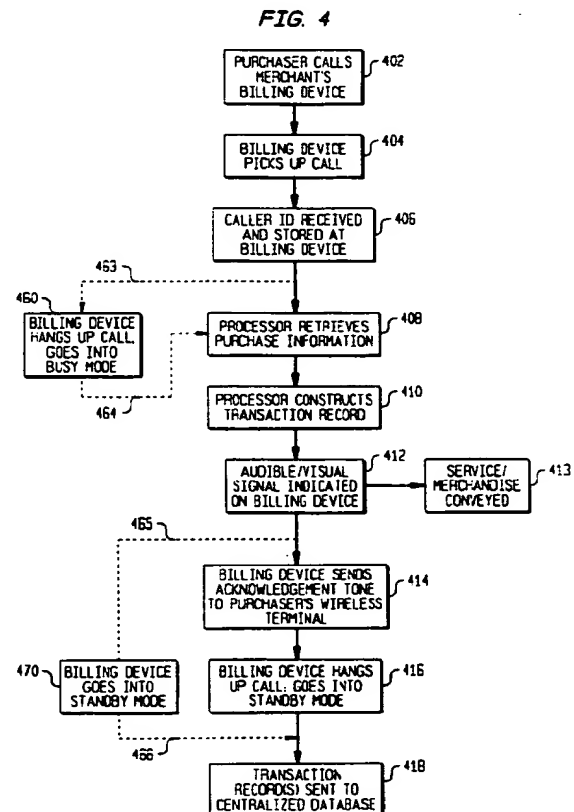 FIG. 4
PURCHASER CALLS
MERCHANT'S
BILLING DEVICE
402
BILLING DEVICE
PICKS UP CALL
404
CALLER ID RECEIVED
AND STORED AT
BILLING DEVICE
406
463
460
BILLING DEVICE
HANGS UP CALL,
GOES INTO
BUSY MODE
464
PROCESSOR RETRIEVES
PURCHASE INFORMATION
408
PROCESSOR CONSTRUCTS
TRANSACTION RECORD
410
AUDIBLE/VISUAL
SIGNAL INDICATED
ON BILLING DEVICE
412
SERVICE/
MERCHANDISE
CONVEYED
413
465
BILLING DEVICE SENDS
ACKNOWLEDGEMENT TONE
TO PURCHASER'S WIRELESS
TERMINAL
414
470
BILLING DEVICE
GOES INTO
STANDBY MODE
BILLING DEVICE HANGS
UP CALL; GOES INTO
STANDBY MODE
416
466
TRANSACTION
RECORD(S) SENT TO
CENTRALIZED DATABASE
418